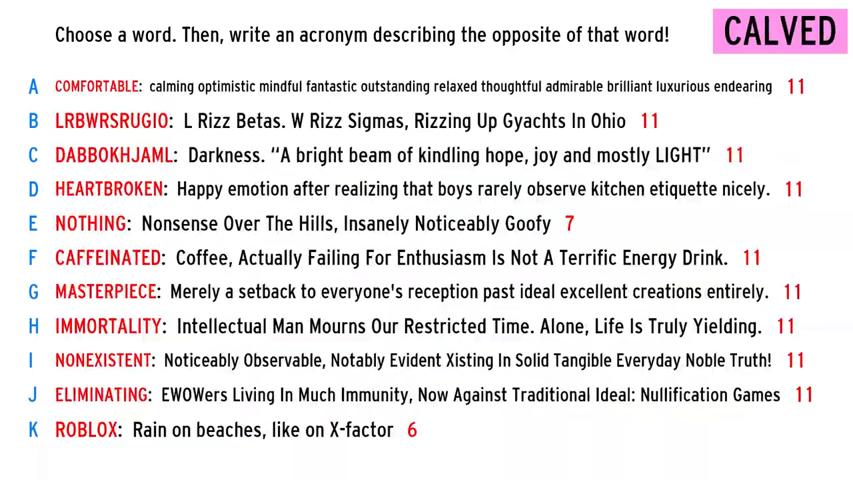 Choose a word. Then, write an acronym describing the opposite of that word!
CALVED
A COMFORTABLE: calming optimistic mindful fantastic outstanding relaxed thoughtful admirable brilliant luxurious endearing 11
B LRBWRSRUGIO: L Rizz Betas. W Rizz Sigmas, Rizzing Up Gyachts In Ohio 11
C DABBOKHJAML: Darkness. “A bright beam of kindling hope, joy and mostly LIGHT” 11
D HEARTBROKEN: Happy emotion after realizing that boys rarely observe kitchen etiquette nicely. 11
E NOTHING: Nonsense Over The Hills, Insanely Noticeably Goofy 7
F CAFFEINATED: Coffee, Actually Failing For Enthusiasm Is Not A Terrific Energy Drink. 11
G MASTERPIECE: Merely a setback to everyone's reception past ideal excellent creations entirely. 11
H IMMORTALITY: Intellectual Man Mourns Our Restricted Time. Alone, Life Is Truly Yielding. 11
I NONEXISTENT: Noticeably Observable, Notably Evident Xisting In Solid Tangible Everyday Noble Truth! 11
J ELIMINATING: EWOWers Living In Much Immunity, Now Against Traditional Ideal: Nullification Games 11
K ROBLOX: Rain on beaches, like on X-factor 6